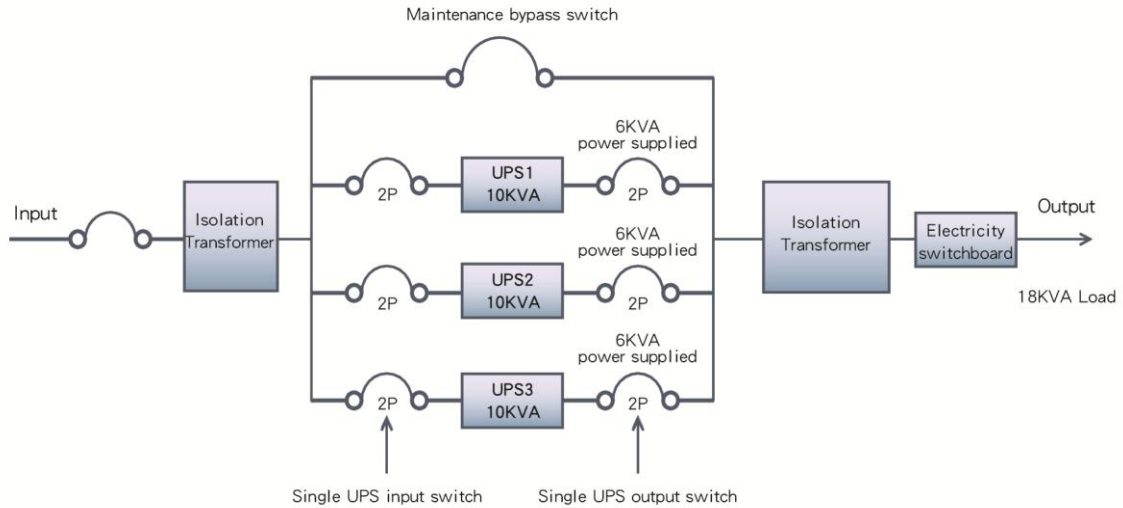 Maintenance bypass switch
6KVA
power supplied
2P
UPS1
10KVA
2P
Input
Isolation
Transformer
6KVA
power supplied
2P
UPS2
10KVA
2P
Isolation
Transformer
Electricity
switchboard
Output
18KVA Load
6KVA
power supplied
2P
UPS3
10KVA
2P
Single UPS input switch
Single UPS output switch